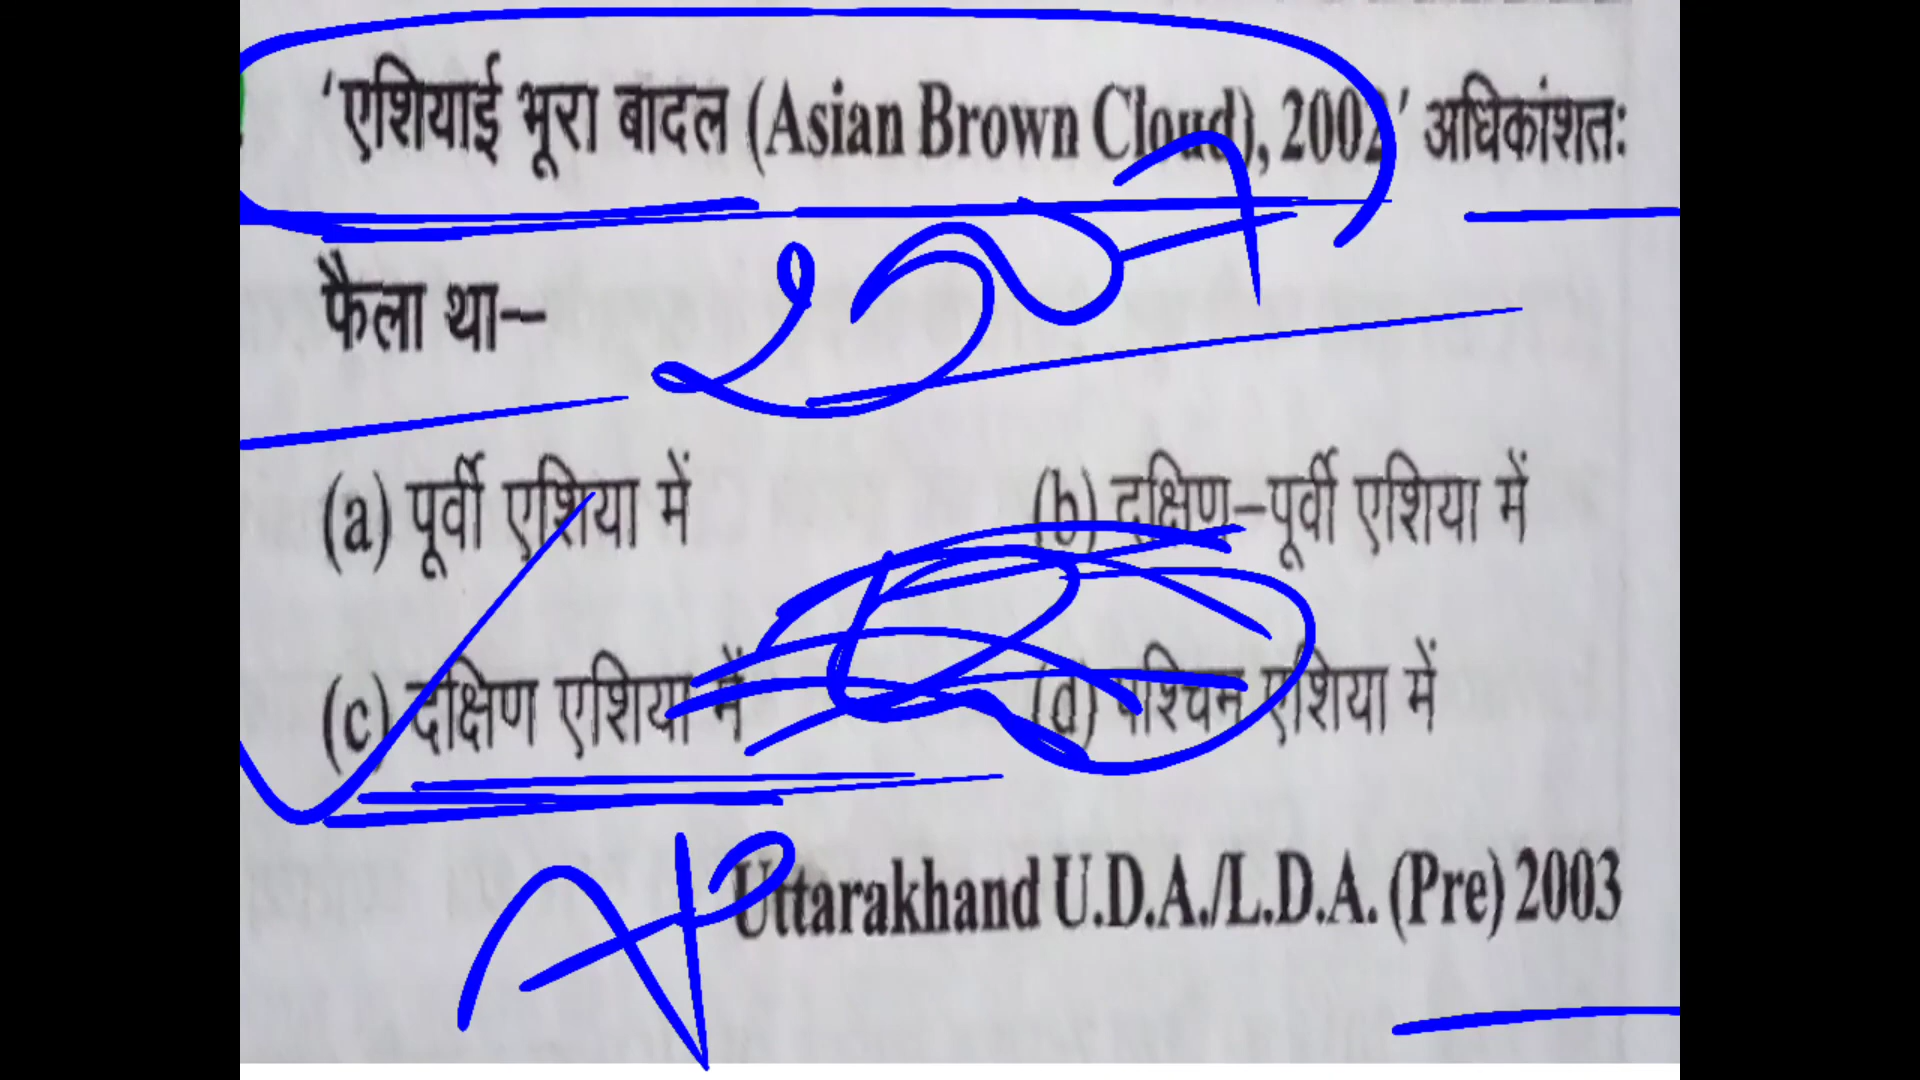 'एशियाई भूरा बादल (Asian Brown Cloud), 2002' अधिकांशतः
फैला था–
(a) पूर्वी एशिया में (b) दक्षिण–पूर्वी एशिया में
(c) दक्षिण एशिया में (d) पश्चिम एशिया में
Uttarakhand U.D.A./L.D.A. (Pre) 2003